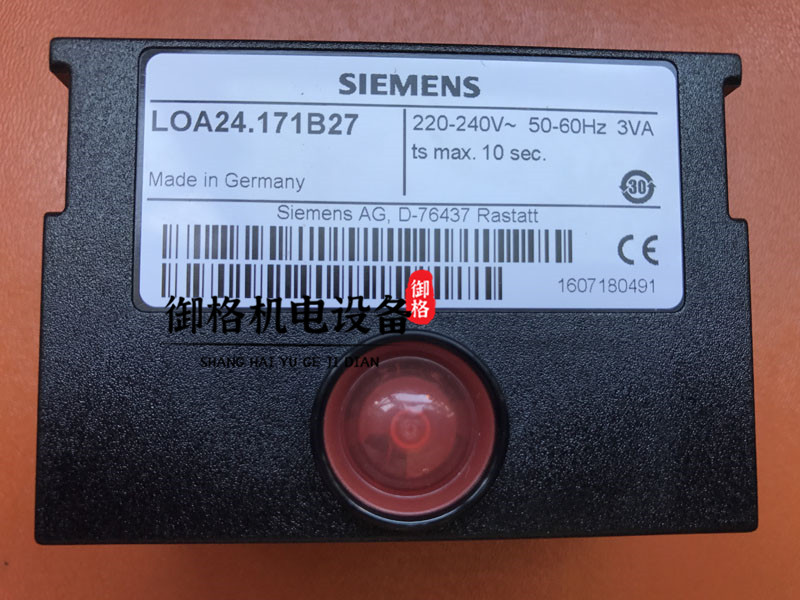 SIEMENS
LOA24.171B27
220-240V~ 50-60Hz 3VA
ts max. 10 sec.
Made in Germany
30
Siemens AG, D-76437 Rastatt
CE
1607180491
御格
御格机电设备
SHANG HAI YU GE JI DIAN